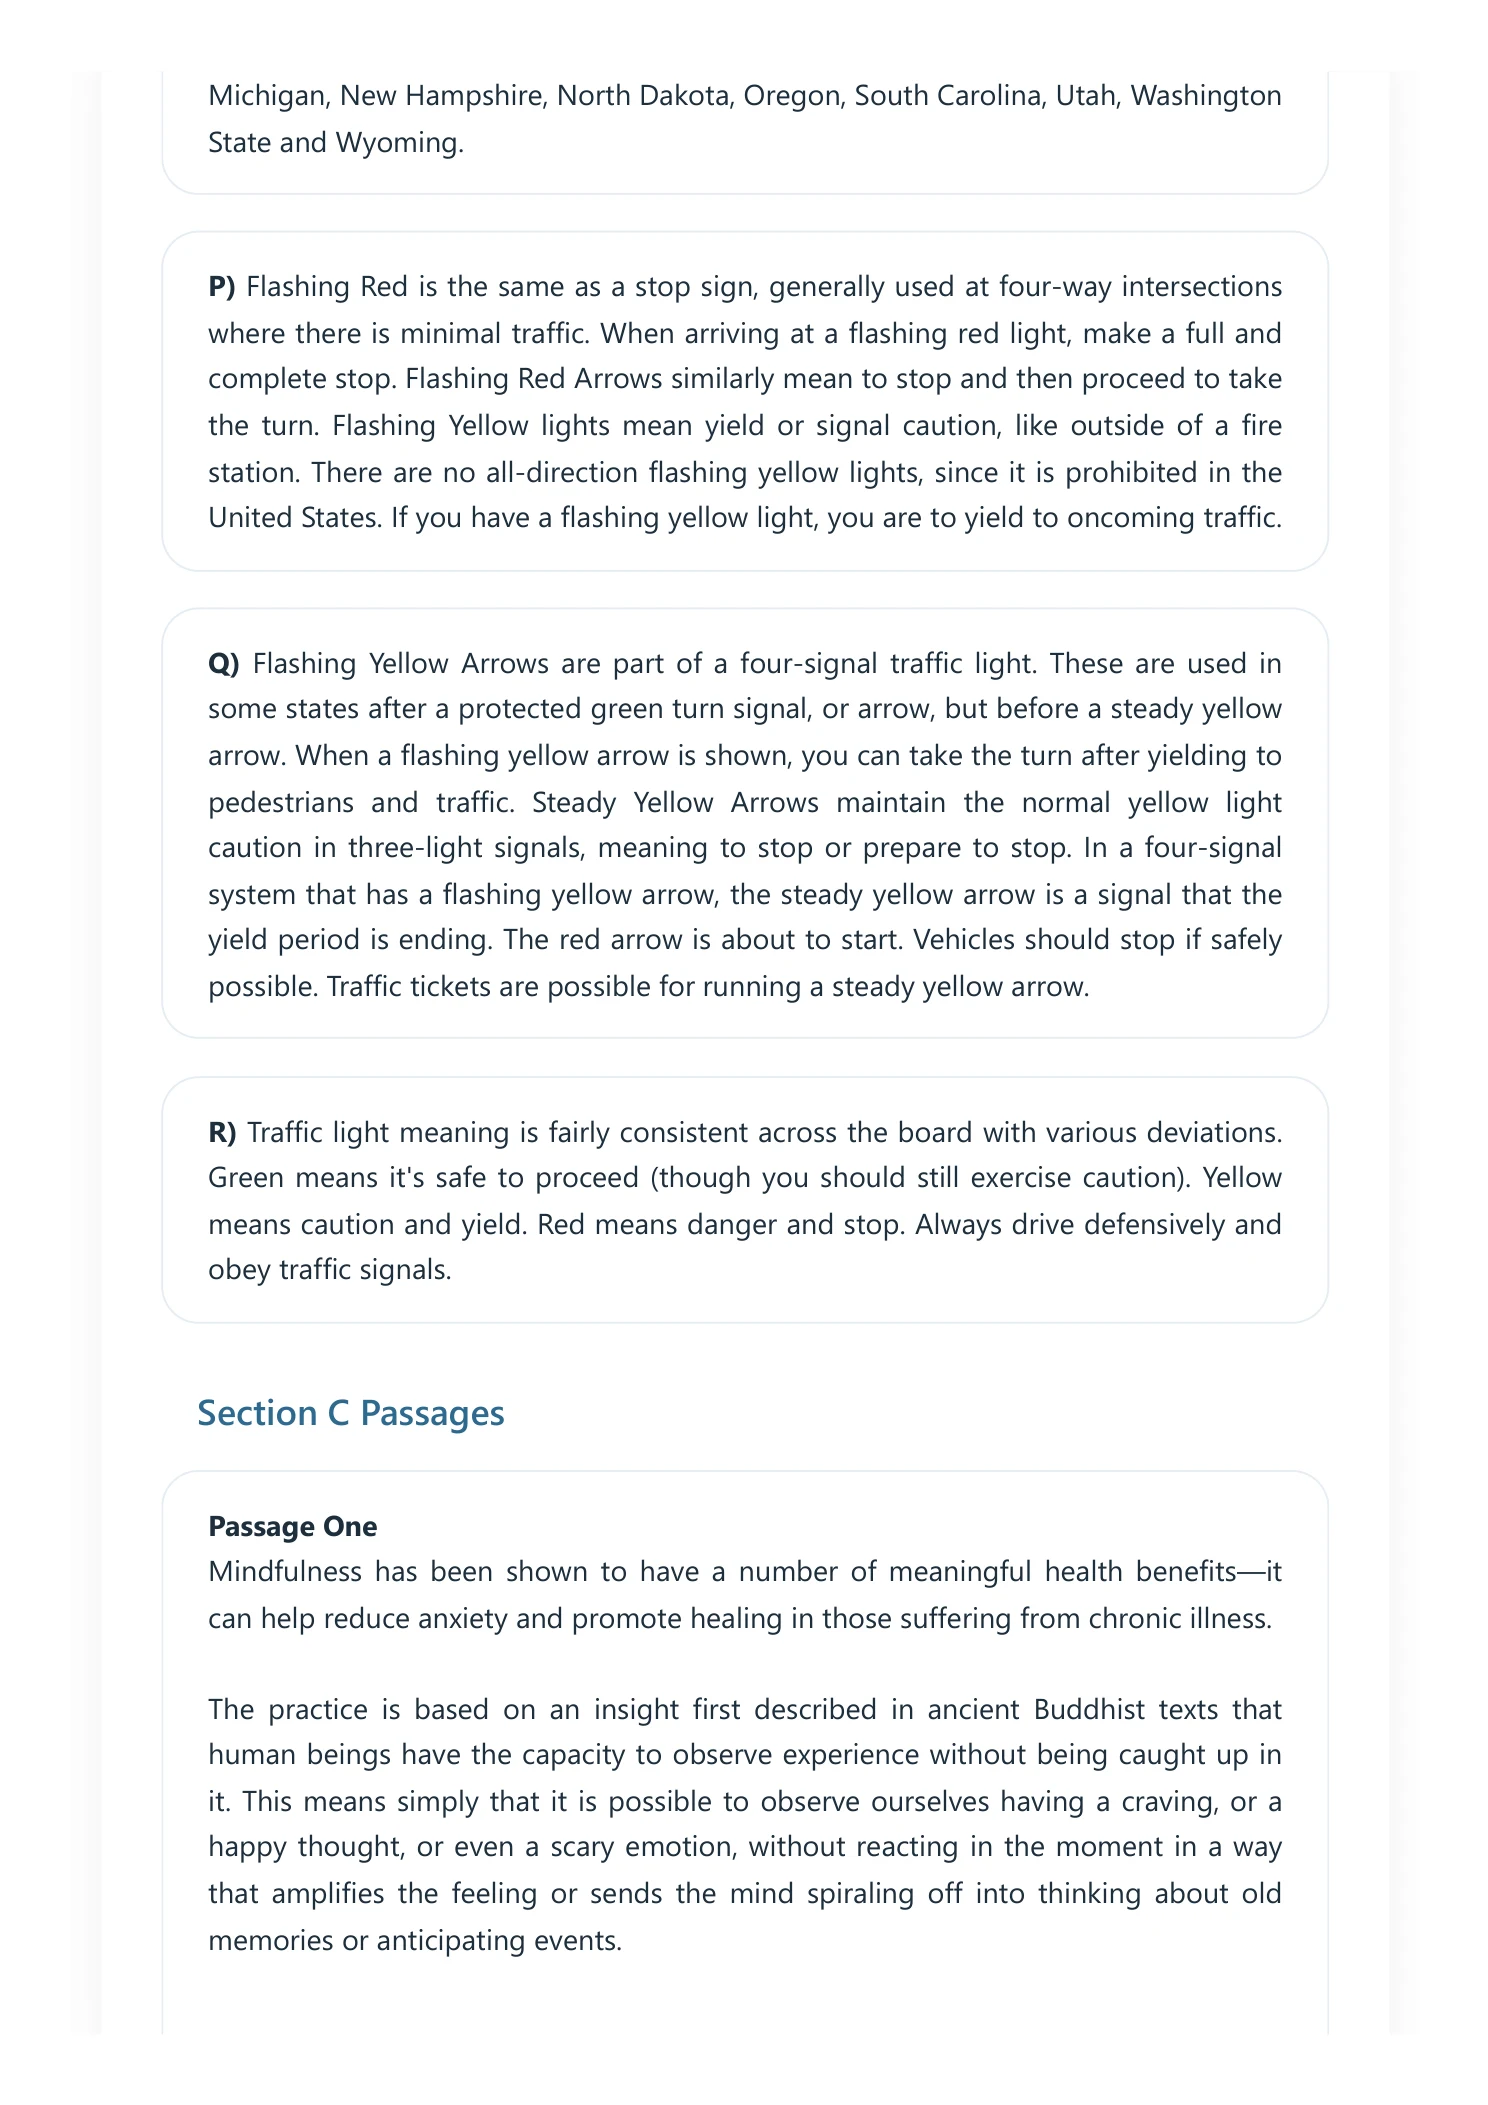 Michigan, New Hampshire, North Dakota, Oregon, South Carolina, Utah, Washington
State and Wyoming.
P) Flashing Red is the same as a stop sign, generally used at four-way intersections
where there is minimal traffic. When arriving at a flashing red light, make a full and
complete stop. Flashing Red Arrows similarly mean to stop and then proceed to take
the turn. Flashing Yellow lights mean yield or signal caution, like outside of a fire
station. There are no all-direction flashing yellow lights, since it is prohibited in the
United States. If you have a flashing yellow light, you are to yield to oncoming traffic.
Q) Flashing Yellow Arrows are part of a four-signal traffic light. These are used in
some states after a protected green turn signal, or arrow, but before a steady yellow
arrow. When a flashing yellow arrow is shown, you can take the turn after yielding to
pedestrians and traffic. Steady Yellow Arrows maintain the normal yellow light
caution in three-light signals, meaning to stop or prepare to stop. In a four-signal
system that has a flashing yellow arrow, the steady yellow arrow is a signal that the
yield period is ending. The red arrow is about to start. Vehicles should stop if safely
possible. Traffic tickets are possible for running a steady yellow arrow.
R) Traffic light meaning is fairly consistent across the board with various deviations.
Green means it's safe to proceed (though you should still exercise caution). Yellow
means caution and yield. Red means danger and stop. Always drive defensively and
obey traffic signals.
Section C Passages
Passage One
Mindfulness has been shown to have a number of meaningful health benefits—it
can help reduce anxiety and promote healing in those suffering from chronic illness.
The practice is based on an insight first described in ancient Buddhist texts that
human beings have the capacity to observe experience without being caught up in
it. This means simply that it is possible to observe ourselves having a craving, or a
happy thought, or even a scary emotion, without reacting in the moment in a way
that amplifies the feeling or sends the mind spiraling off into thinking about old
memories or anticipating events.